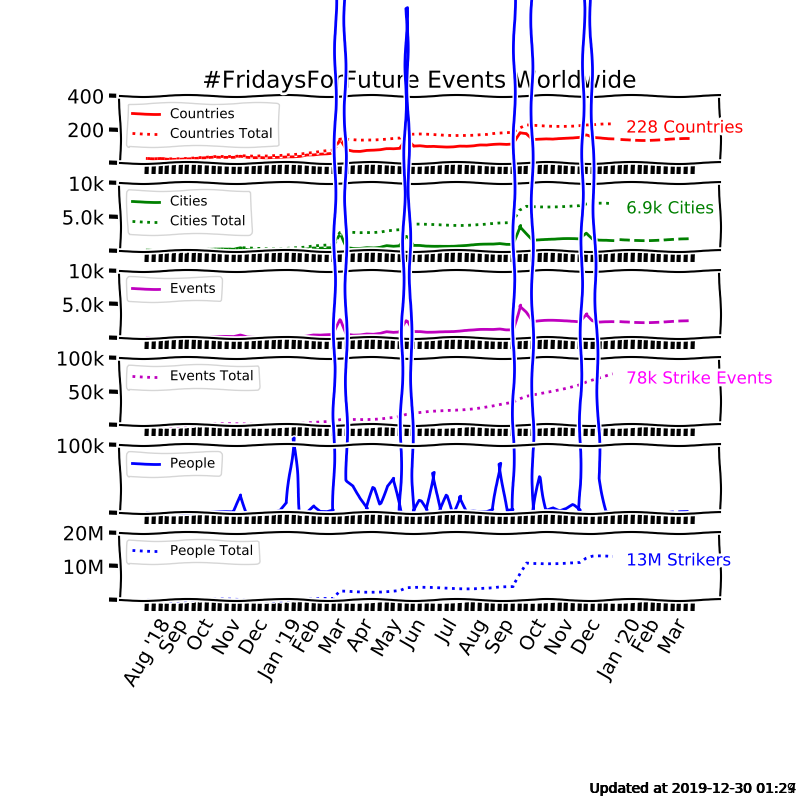 #FridaysForFuture Events Worldwide
400
200
Countries
Countries Total
228 Countries
10k
5.0k
Cities
Cities Total
6.9k Cities
10k
5.0k
Events
100k
50k
Events Total
78k Strike Events
100k
People
20M
10M
People Total
13M Strikers
Aug '18
Sep
Oct
Nov
Dec
Jan '19
Feb
Mar
Apr
May
Jun
Jul
Aug
Sep
Oct
Nov
Dec
Jan '20
Feb
Mar
Updated at 2019-12-30